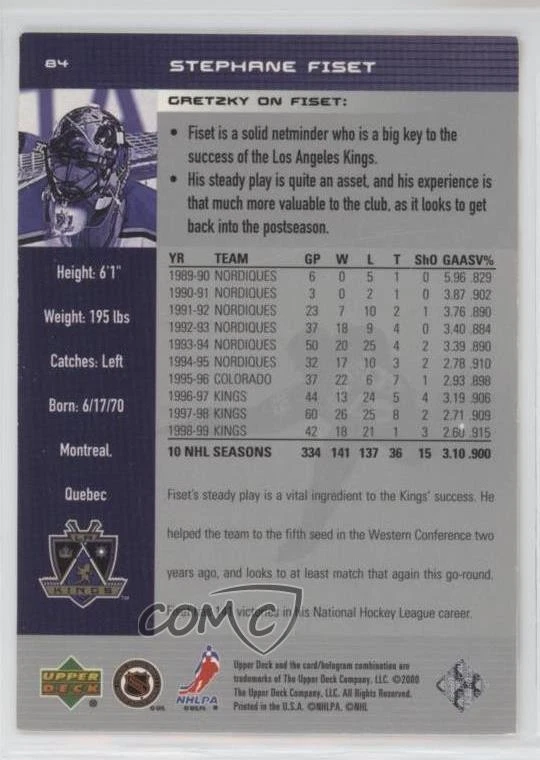 84
STEPHANE FISET
GRETZKY ON FISET:
• Fiset is a solid netminder who is a big key to the
success of the Los Angeles Kings.
• His steady play is quite an asset, and his experience is
that much more valuable to the club, as it looks to get
back into the postseason.
YR TEAM GP W L T ShO GAA SV%
1989-90 NORDIQUES 6 0 5 1 0 5.96 .829
1990-91 NORDIQUES 3 0 2 1 0 3.87 .902
1991-92 NORDIQUES 23 7 10 2 1 3.76 .890
1992-93 NORDIQUES 37 18 9 4 0 3.40 .884
1993-94 NORDIQUES 50 20 25 4 2 3.39 .890
1994-95 NORDIQUES 32 17 10 3 2 2.78 .910
1995-96 COLORADO 37 22 6 7 1 2.93 .898
1996-97 KINGS 44 13 24 5 4 3.19 .906
1997-98 KINGS 60 26 25 8 2 2.71 .909
1998-99 KINGS 42 18 21 1 3 2.60 .915
10 NHL SEASONS 334 141 137 36 15 3.10 .900
Height: 6'1"
Weight: 195 lbs
Catches: Left
Born: 6/17/70
Montreal,
Quebec
Fiset's steady play is a vital ingredient to the Kings' success. He
helped the team to the fifth seed in the Western Conference two
years ago, and looks to at least match that again this go-round.
Fiset has 141 victories in his National Hockey League career.
COMC
LA
KINGS ™
UPPER
DECK ®
NHL
NHLPA
Upper Deck and the card/hologram combination are
trademarks of The Upper Deck Company, LLC. ©2000
The Upper Deck Company, LLC. All Rights Reserved.
Printed in the U.S.A. ©NHLPA. ©NHL